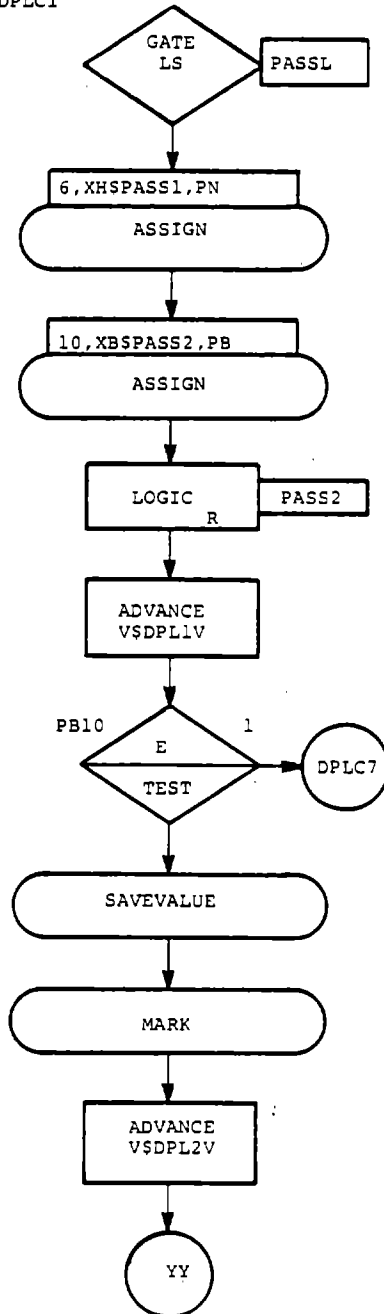 DPLC1
GATE
LS
PASSL
6,XH$PASS1,PN
ASSIGN
10,XB$PASS2,PB
ASSIGN
LOGIC
R
PASS2
ADVANCE
V$DPL1V
PB10
1
E
TEST
DPLC7
SAVEVALUE
MARK
ADVANCE
V$DPL2V
YY